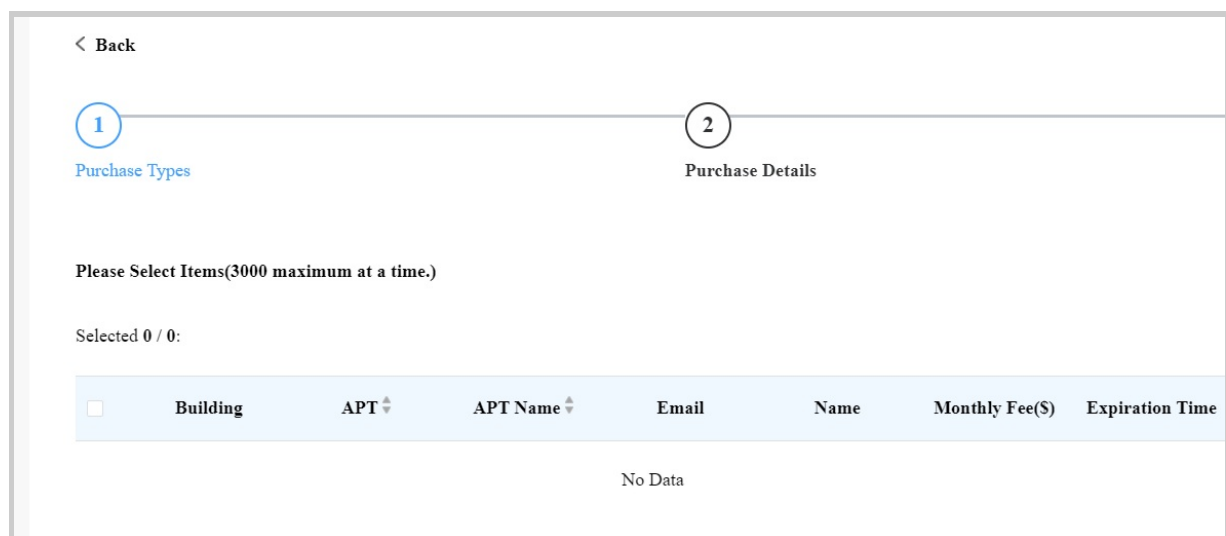 < Back
1
2
Purchase Types
Purchase Details
Please Select Items(3000 maximum at a time.)
Selected 0 / 0:
Building APT APT Name Email Name Monthly Fee($) Expiration Time
No Data